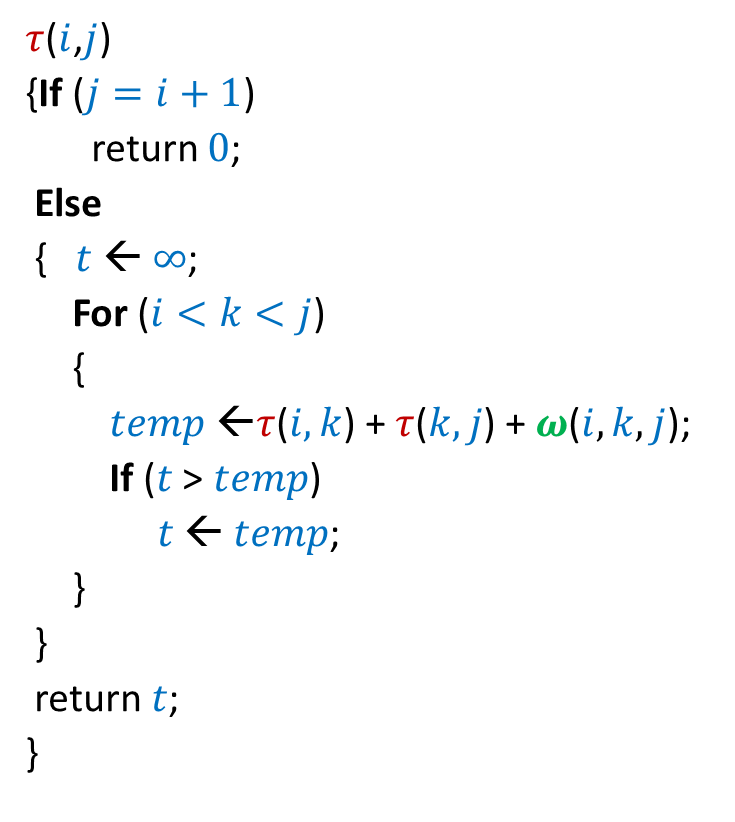 τ(i,j)
{If (j = i + 1)
return 0;
Else
{ t ← ∞;
For (i < k < j)
{
temp ←τ(i, k) + τ(k, j) + ω(i, k, j);
If (t > temp)
t ← temp;
}
}
return t;
}